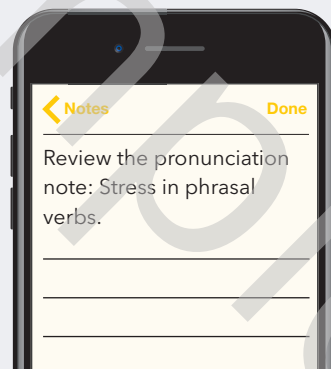 Notes Done
Review the pronunciation
note: Stress in phrasal
verbs.